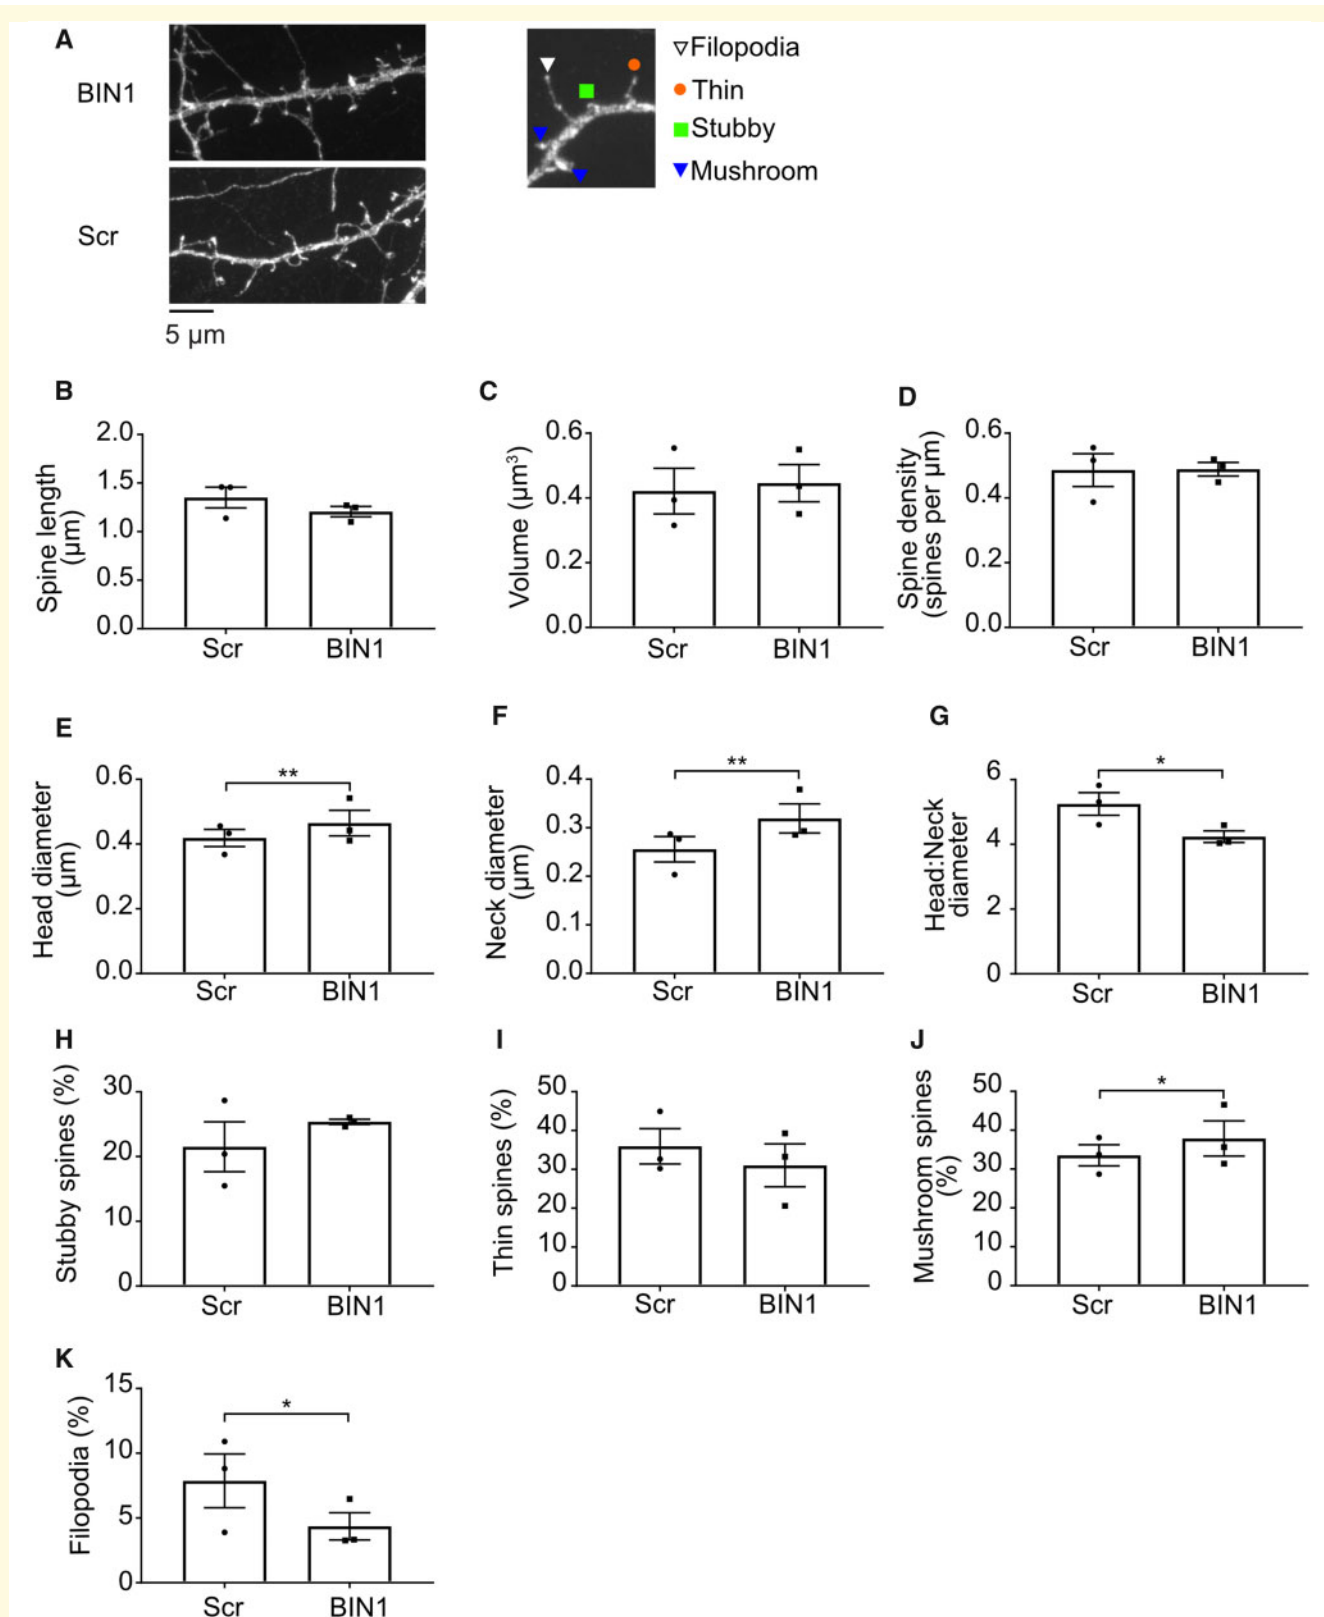 A
BIN1
Scr
5 µm
Filopodia
Thin
Stubby
Mushroom
B
Spine length
(µm)
2.0
1.5
1.0
0.5
0.0
Scr
BIN1
C
Volume (µm³)
0.6
0.4
0.2
0.0
Scr
BIN1
D
Spine density
(spines per µm)
0.6
0.4
0.2
0.0
Scr
BIN1
E
Head diameter
(µm)
0.6
0.4
0.2
0.0
**
Scr
BIN1
F
Neck diameter
(µm)
0.4
0.3
0.2
0.1
0.0
**
Scr
BIN1
G
Head:Neck
diameter
6
4
2
0
*
Scr
BIN1
H
Stubby spines (%)
30
20
10
0
Scr
BIN1
I
Thin spines (%)
50
40
30
20
10
0
Scr
BIN1
J
Mushroom spines
(%)
50
40
30
20
10
0
*
Scr
BIN1
K
Filopodia (%)
15
10
5
0
*
Scr
BIN1